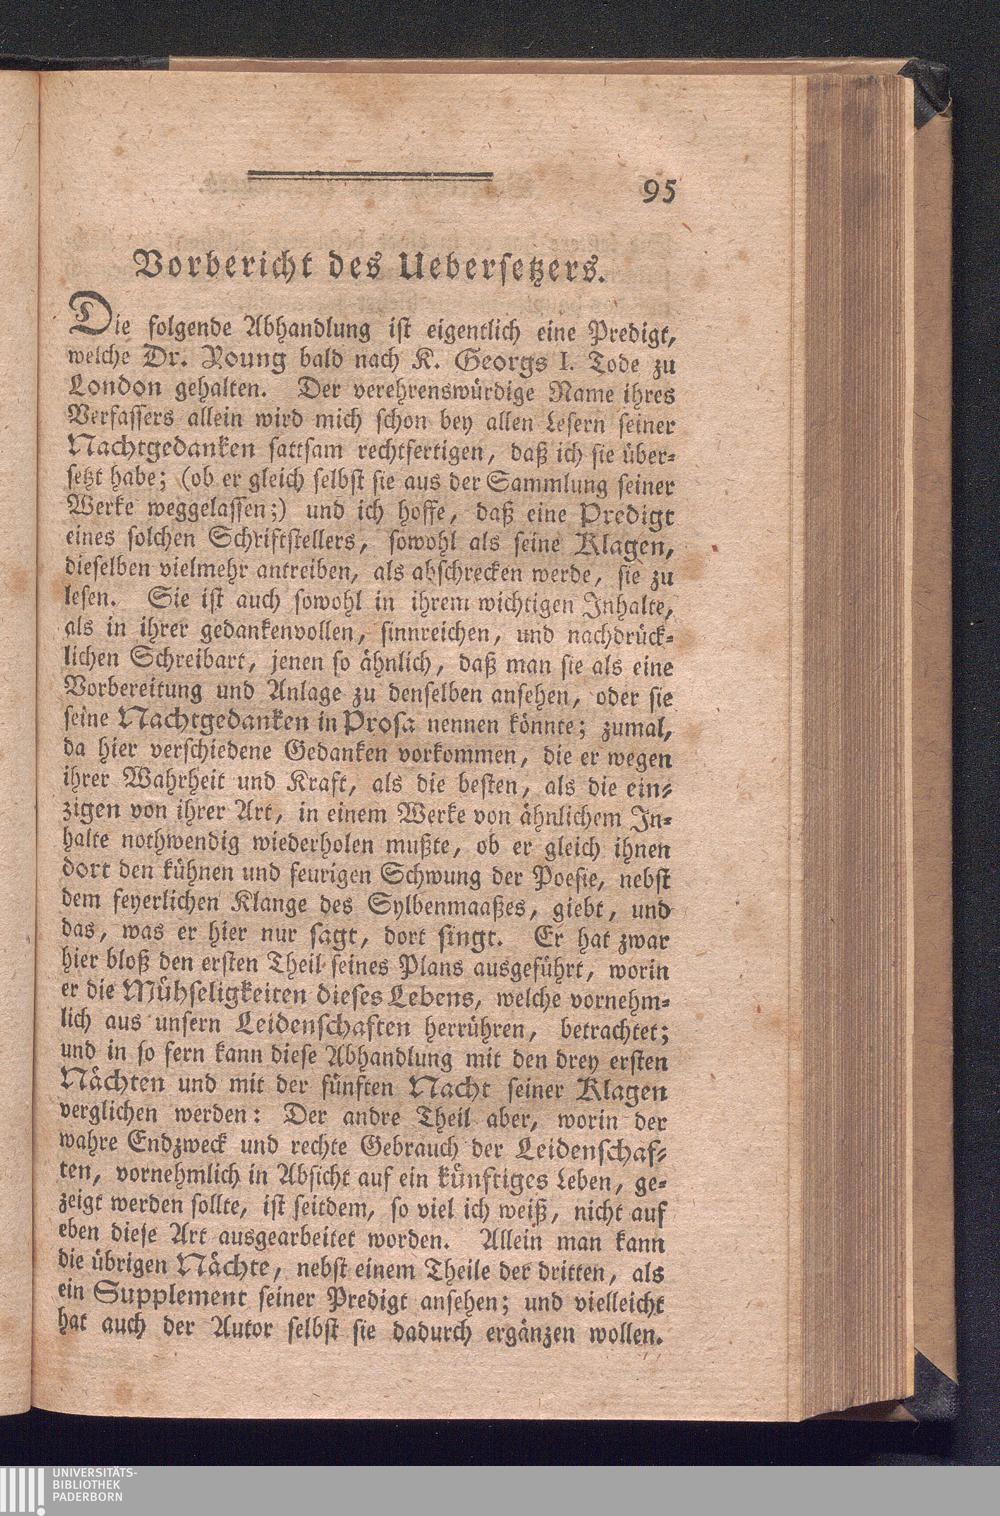 95
Vorbericht des Uebersetzers.
Die folgende Abhandlung ist eigentlich eine Predigt,
welche Dr. Young bald nach K. Georgs I. Tode zu
London gehalten. Der verehrenswürdige Name ihres
Verfassers allein wird mich schon bey allen Lesern seiner
Nachtgedanken sattsam rechtfertigen, daß ich sie über-
setzt habe; (ob er gleich selbst sie aus der Sammlung seiner
Werke weggelassen;) und ich hoffe, daß eine Predigt
eines solchen Schriftstellers, sowohl als seine Klagen,
dieselben vielmehr antreiben, als abschrecken werde, sie zu
lesen. Sie ist auch sowohl in ihrem wichtigen Inhalte,
als in ihrer gedankenvollen, sinnreichen, und nachdrück-
lichen Schreibart, jenen so ähnlich, daß man sie als eine
Vorbereitung und Anlage zu denselben ansehen, oder sie
seine Nachtgedanken in Prosa nennen könnte; zumal,
da hier verschiedene Gedanken vorkommen, die er wegen
ihrer Wahrheit und Kraft, als die besten, als die ein-
zigen von ihrer Art, in einem Werke von ähnlichem In-
halte nothwendig wiederholen mußte, ob er gleich ihnen
dort den kühnen und feurigen Schwung der Poesie, nebst
dem feyerlichen Klange des Sylbenmaaßes, giebt, und
das, was er hier nur sagt, dort singt. Er hat zwar
hier bloß den ersten Theil seines Plans ausgeführt, worin
er die Mühseligkeiten dieses Lebens, welche vornehm-
lich aus unsern Leidenschaften herrühren, betrachtet;
und in so fern kann diese Abhandlung mit den drey ersten
Nächten und mit der fünften Nacht seiner Klagen
verglichen werden: Der andre Theil aber, worin der
wahre Endzweck und rechte Gebrauch der Leidenschaf-
ten, vornehmlich in Absicht auf ein künftiges Leben, ge-
zeigt werden sollte, ist seitdem, so viel ich weiß, nicht auf
eben diese Art ausgearbeitet worden. Allein man kann
die übrigen Nächte, nebst einem Theile der dritten, als
ein Supplement seiner Predigt ansehen; und vielleicht
hat auch der Autor selbst sie dadurch ergänzen wollen.
UNIVERSITÄTS-
BIBLIOTHEK
PADERBORN